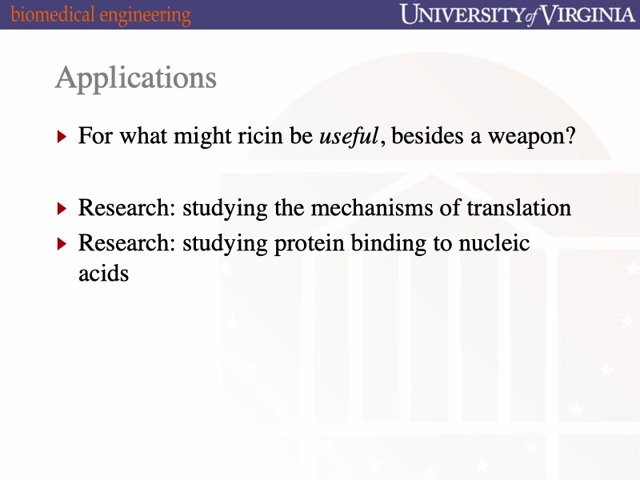 biomedical engineering
UNIVERSITY of VIRGINIA
Applications
For what might ricin be useful, besides a weapon?
Research: studying the mechanisms of translation
Research: studying protein binding to nucleic
acids